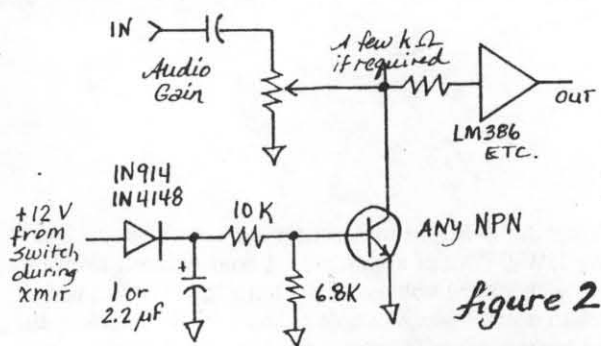 IN
Audio
Gain
A few kΩ
if required
OUT
LM386
ETC.
1N914
1N4148
+12 V
from
switch
during
xmit
10K
+
1 or
2.2 µf
6.8K
ANY NPN
figure 2